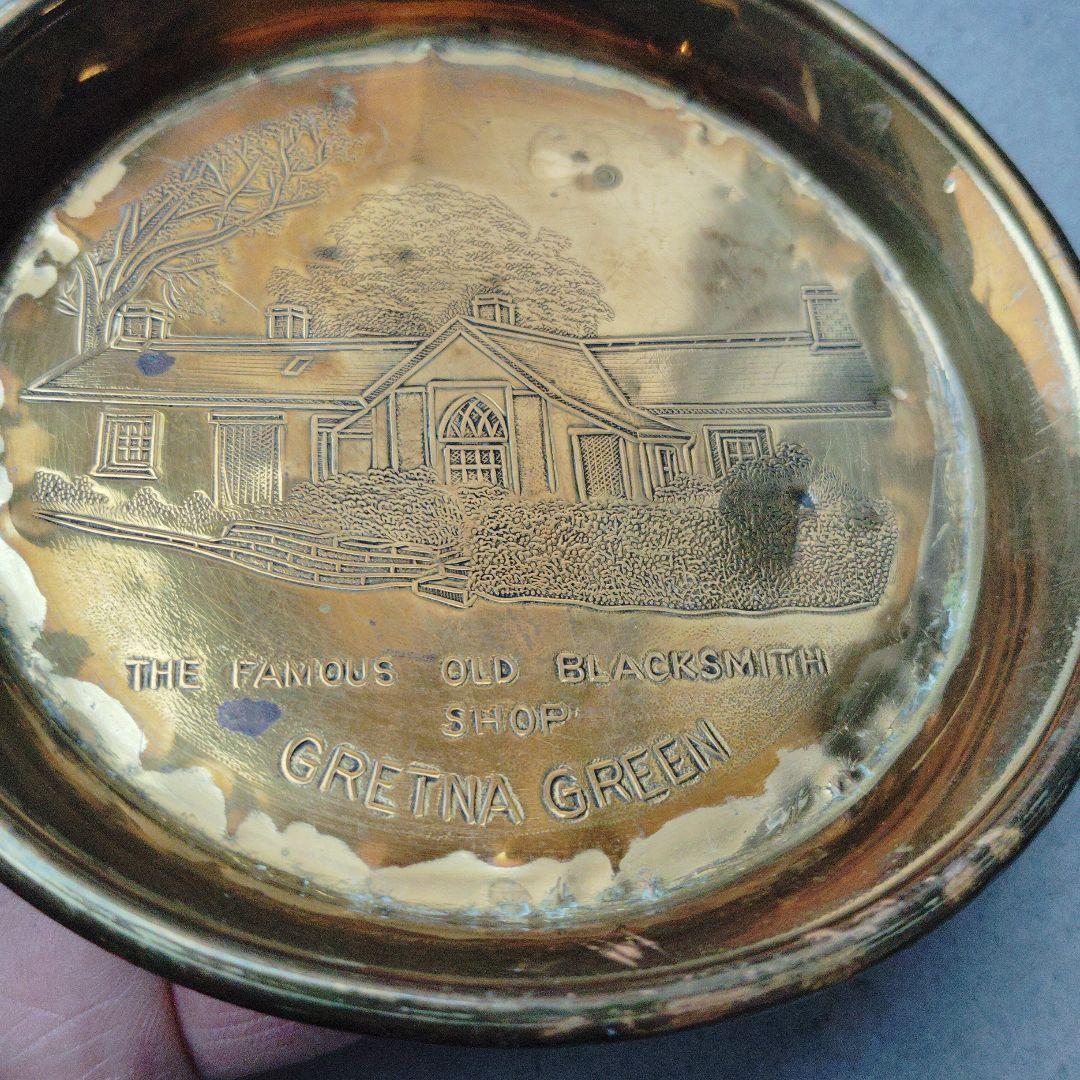 THE FAMOUS OLD BLACKSMITH
SHOP
GRETNA GREEN